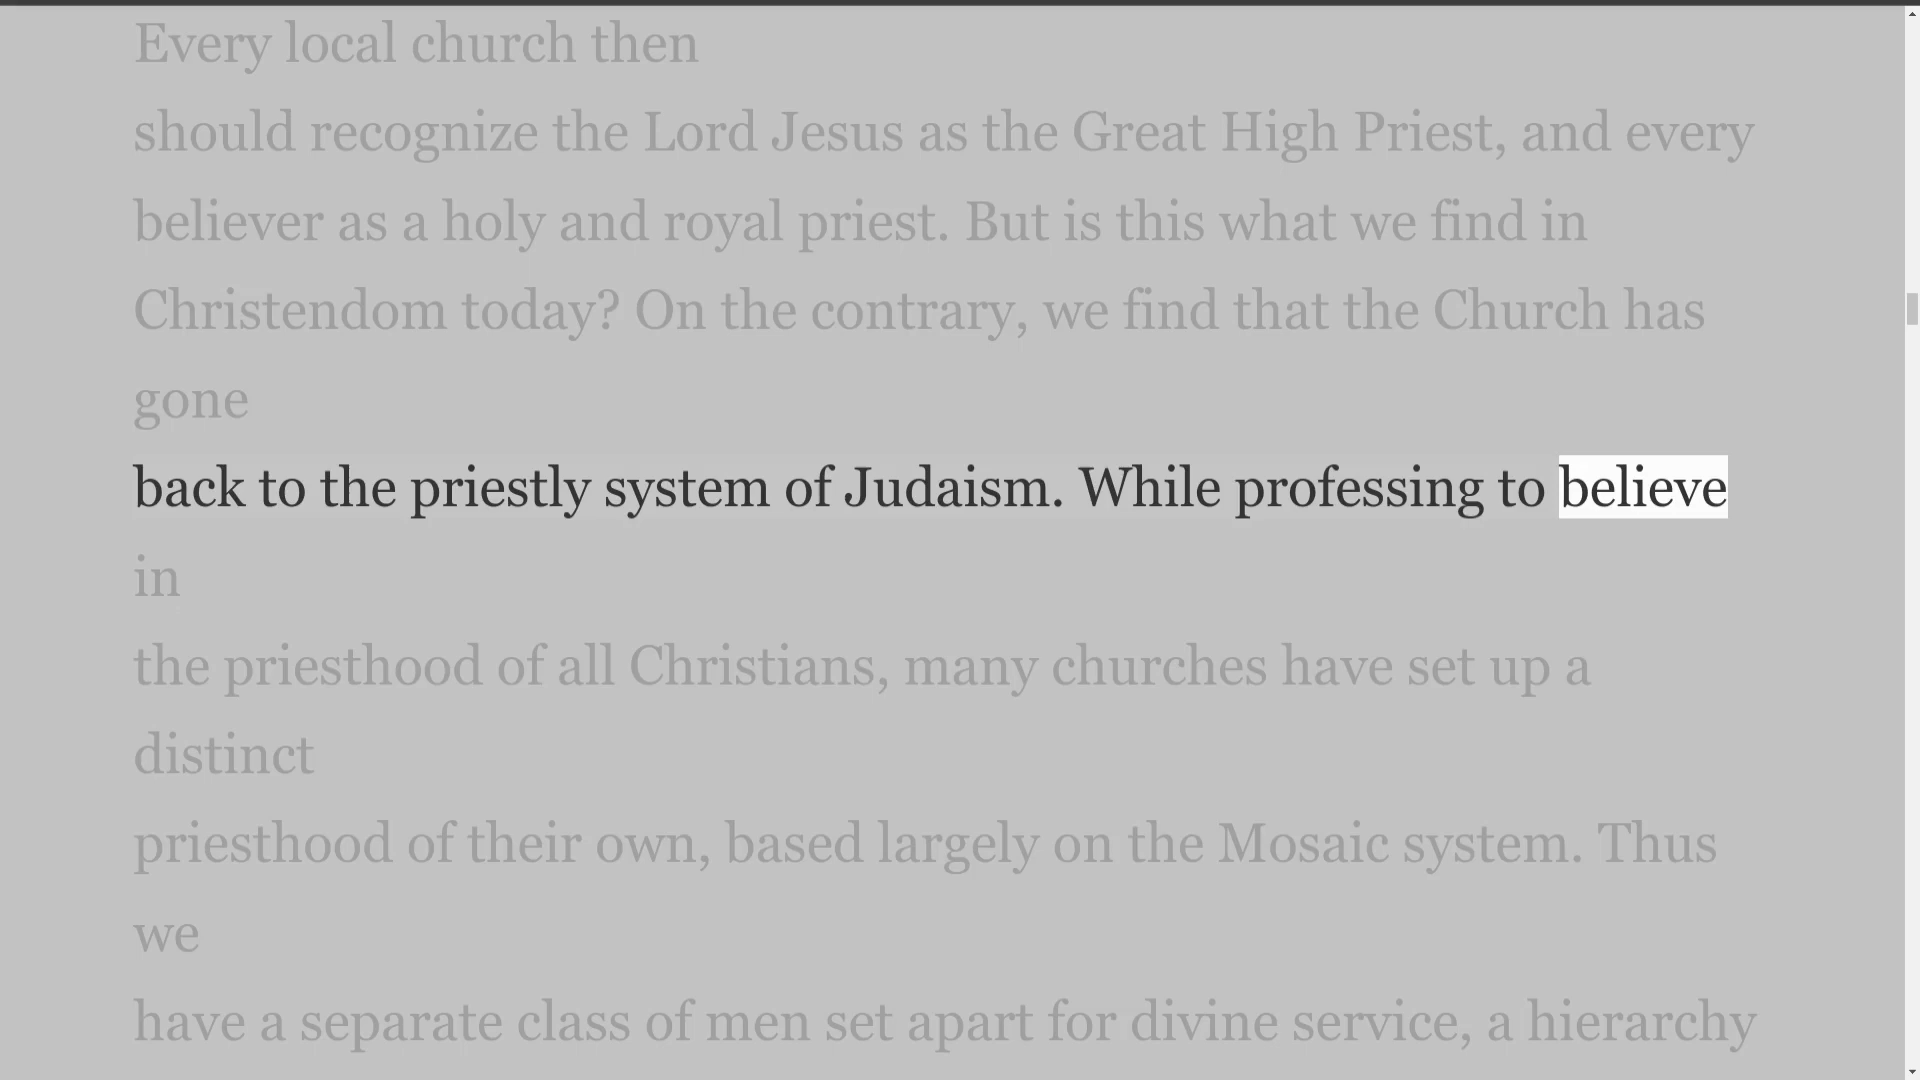 Every local church then
should recognize the Lord Jesus as the Great High Priest, and every
believer as a holy and royal priest. But is this what we find in
Christendom today? On the contrary, we find that the Church has
gone
back to the priestly system of Judaism. While professing to believe
in
the priesthood of all Christians, many churches have set up a
distinct
priesthood of their own, based largely on the Mosaic system. Thus
we
have a separate class of men set apart for divine service, a hierarchy